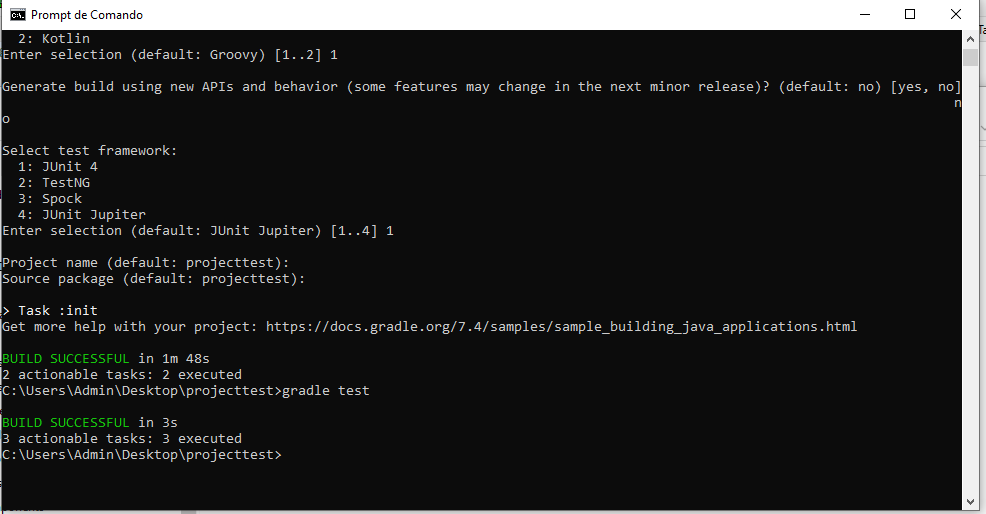 Prompt de Comando
2: Kotlin
Enter selection (default: Groovy) [1..2] 1
Generate build using new APIs and behavior (some features may change in the next minor release)? (default: no) [yes, no]
n
o
Select test framework:
1: JUnit 4
2: TestNG
3: Spock
4: JUnit Jupiter
Enter selection (default: JUnit Jupiter) [1..4] 1
Project name (default: projecttest):
Source package (default: projecttest):
> Task :init
Get more help with your project: https://docs.gradle.org/7.4/samples/sample_building_java_applications.html
BUILD SUCCESSFUL in 1m 48s
2 actionable tasks: 2 executed
C:\Users\Admin\Desktop\projecttest>gradle test
BUILD SUCCESSFUL in 3s
3 actionable tasks: 3 executed
C:\Users\Admin\Desktop\projecttest>